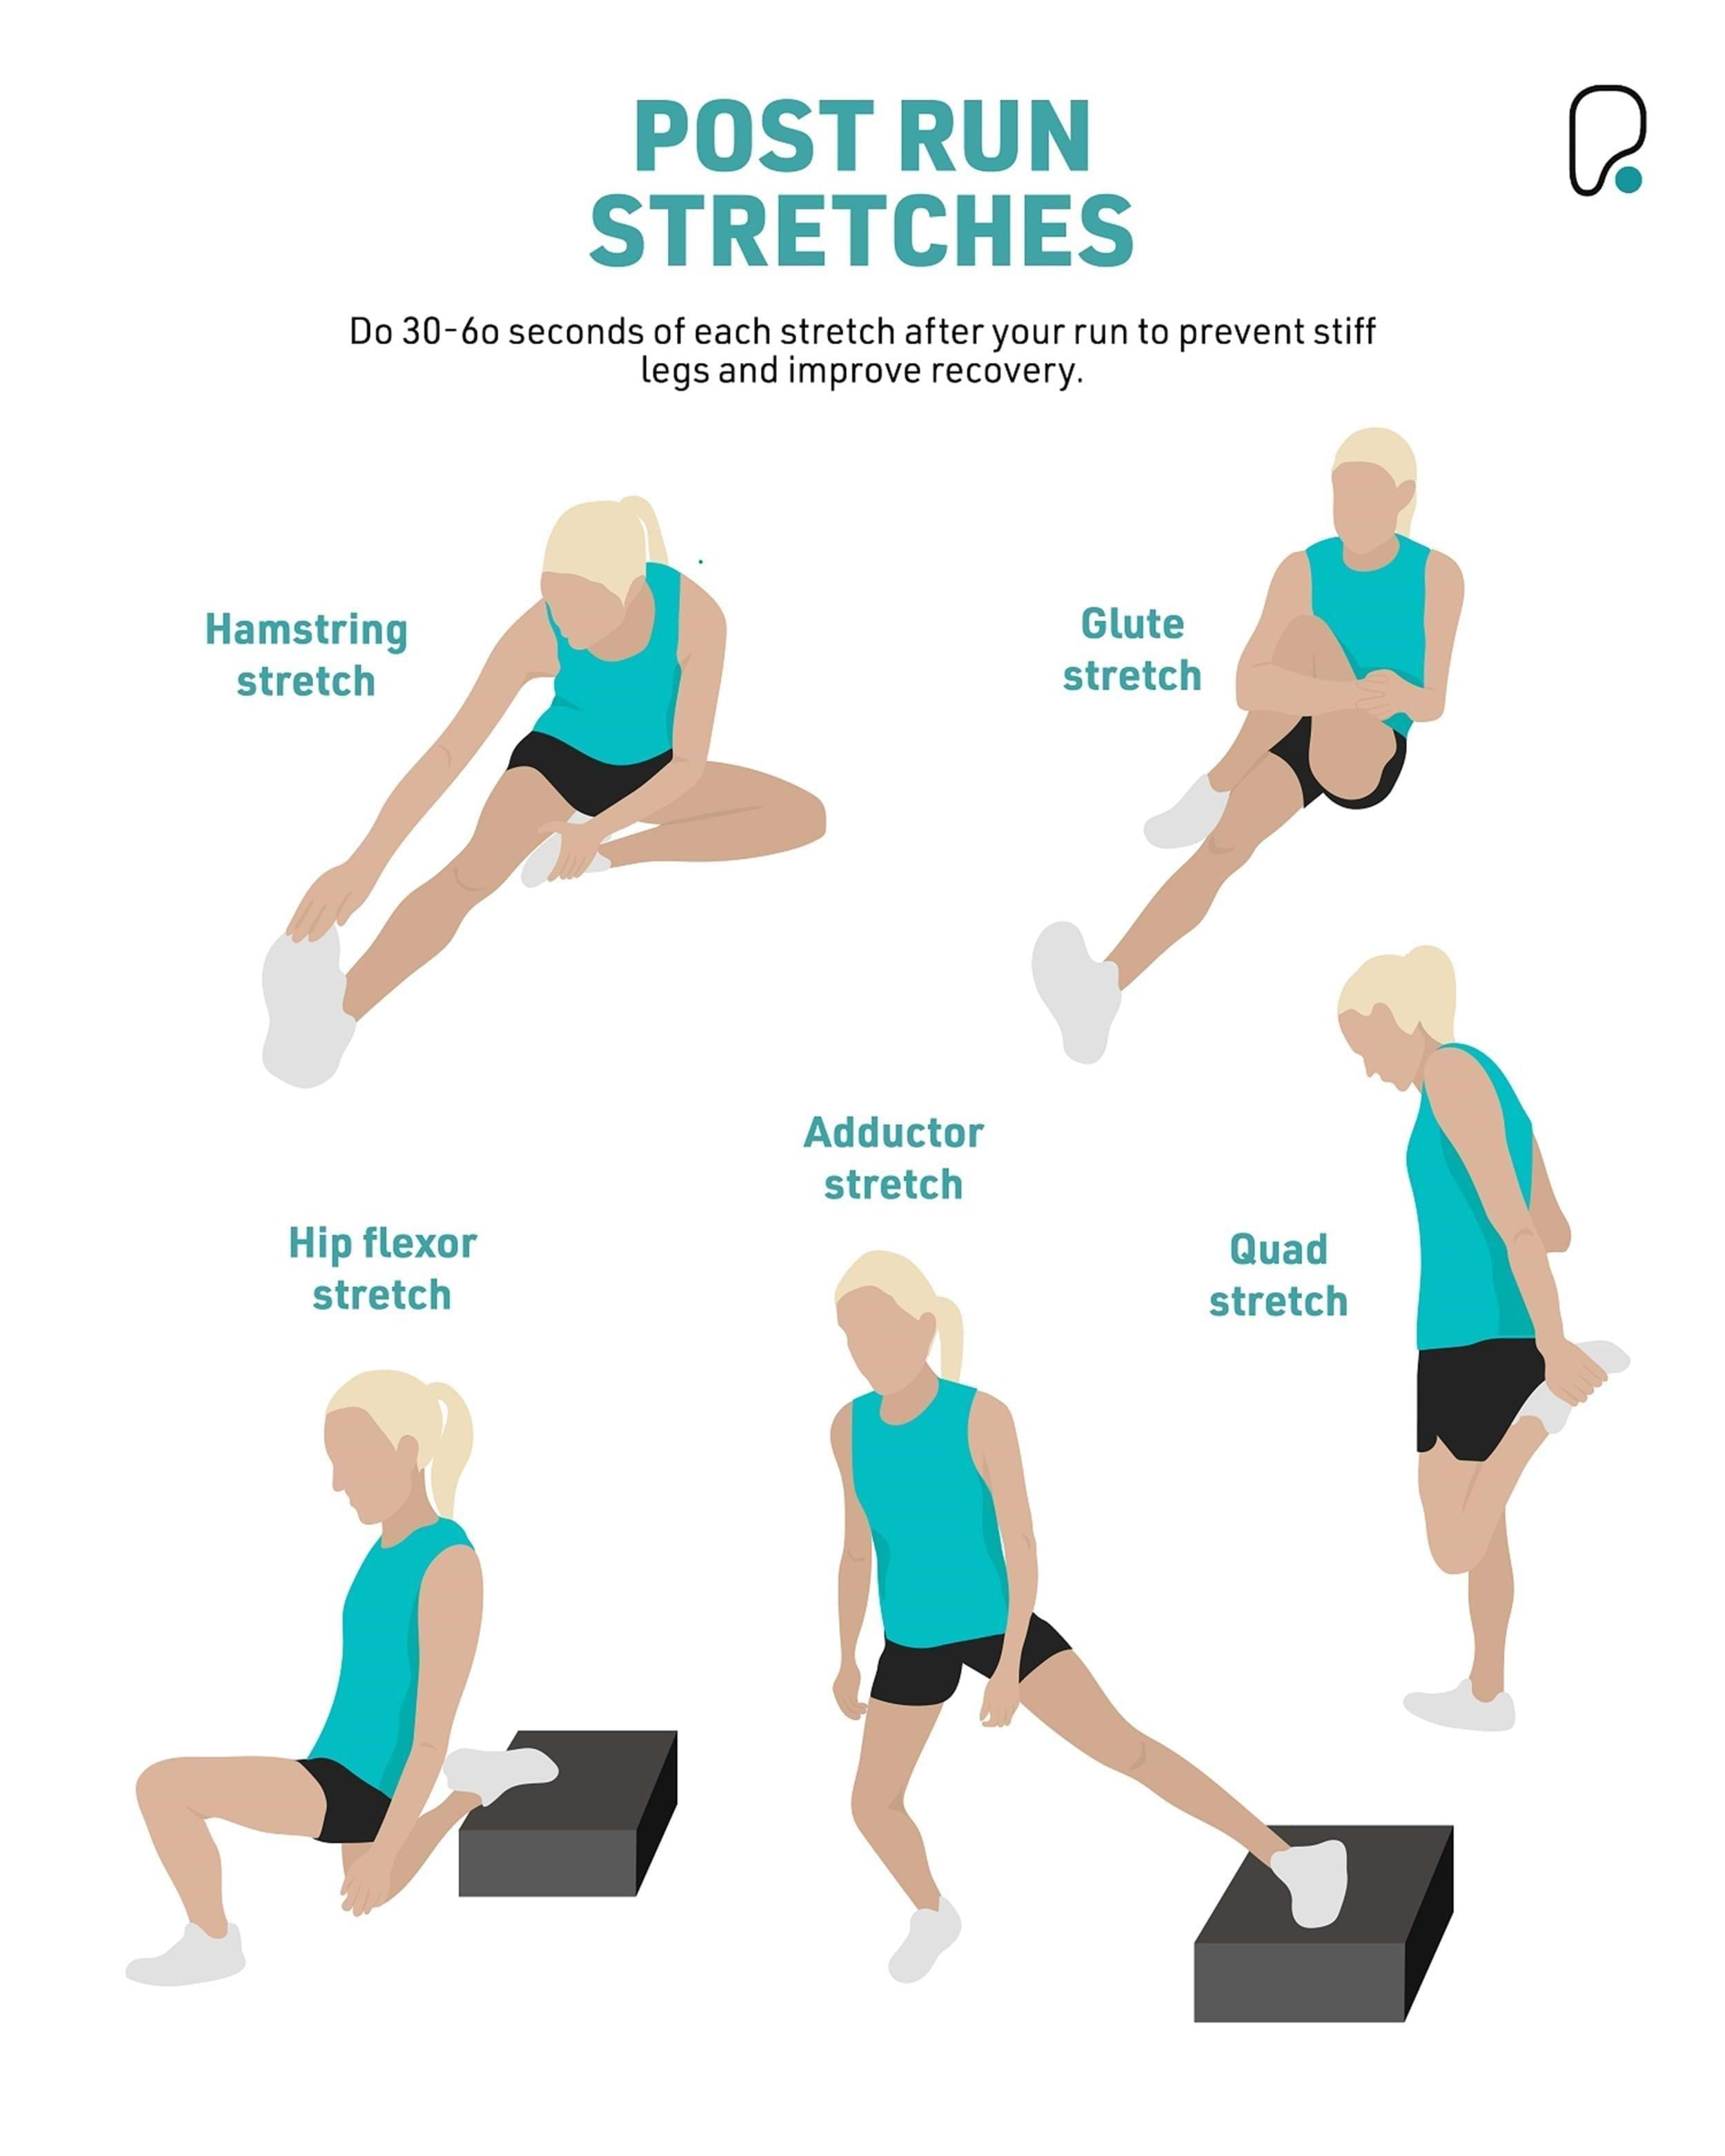 POST RUN
STRETCHES
Do 30-60 seconds of each stretch after your run to prevent stiff
legs and improve recovery.
Hamstring
stretch
Glute
stretch
Adductor
stretch
Hip flexor
stretch
Quad
stretch